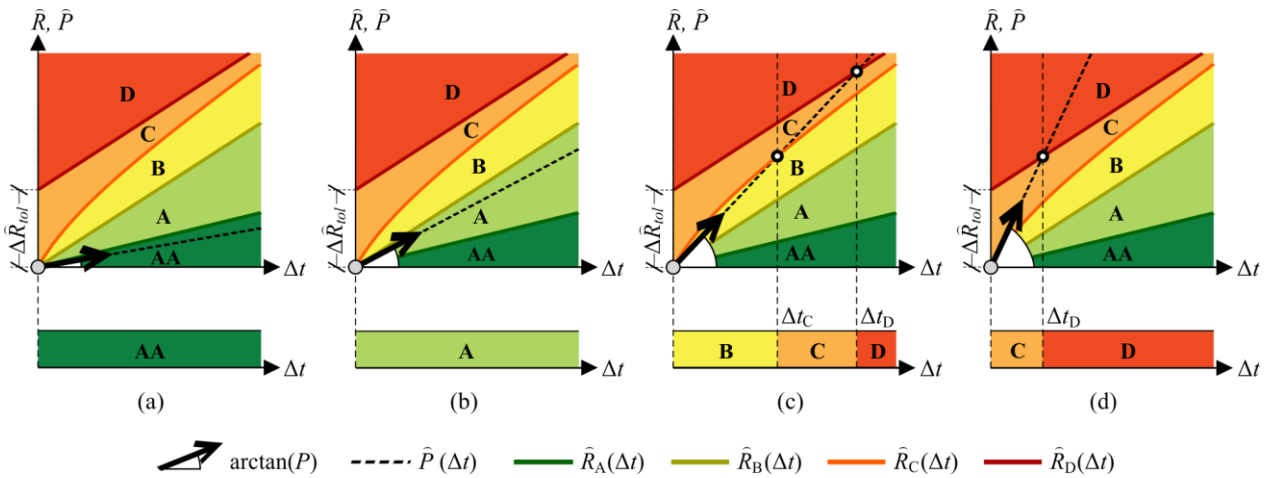 R̂, P̂ R̂, P̂ R̂, P̂ R̂, P̂
D D D D
C C C C
B B B B
A A A A
AA AA AA AA
ΔR̂tol ΔR̂tol ΔR̂tol ΔR̂tol
Δt Δt Δt Δt
ΔtC ΔtD ΔtD
AA A B C D C D
Δt Δt Δt Δt
(a) (b) (c) (d)
arctan(P) P̂ (Δt) R̂A(Δt) R̂B(Δt) R̂C(Δt) R̂D(Δt)